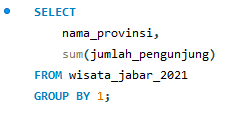 SELECT
nama_provinsi,
sum(jumlah_pengunjung)
FROM wisata_jabar_2021
GROUP BY 1;